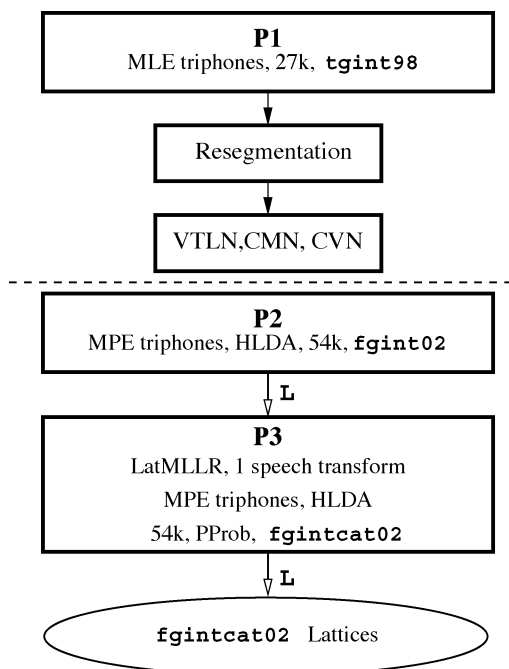 P1
MLE triphones, 27k, tgint98
Resegmentation
VTLN,CMN, CVN
P2
MPE triphones, HLDA, 54k, fgint02
L
P3
LatMLLR, 1 speech transform
MPE triphones, HLDA
54k, PProb, fgintcat02
L
fgintcat02 Lattices